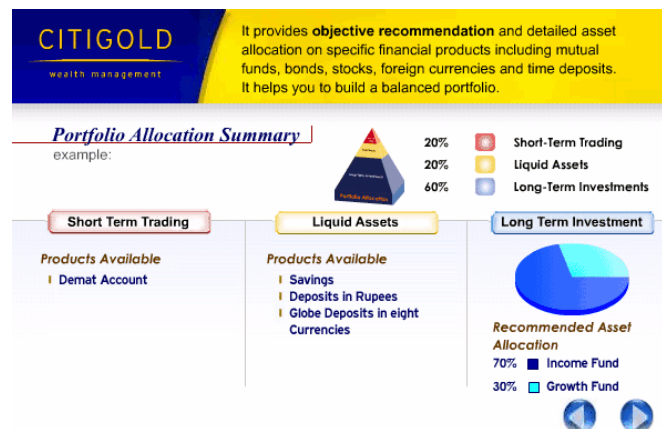 CITIGOLD
wealth management
It provides objective recommendation and detailed asset
allocation on specific financial products including mutual
funds, bonds, stocks, foreign currencies and time deposits.
It helps you to build a balanced portfolio.
Portfolio Allocation Summary
example:
Portfolio Allocation
20% Short-Term Trading
20% Liquid Assets
60% Long-Term Investments
Short Term Trading
Products Available
Demat Account
Liquid Assets
Products Available
Savings
Deposits in Rupees
Globe Deposits in eight
Currencies
Long Term Investment
Recommended Asset
Allocation
70% Income Fund
30% Growth Fund